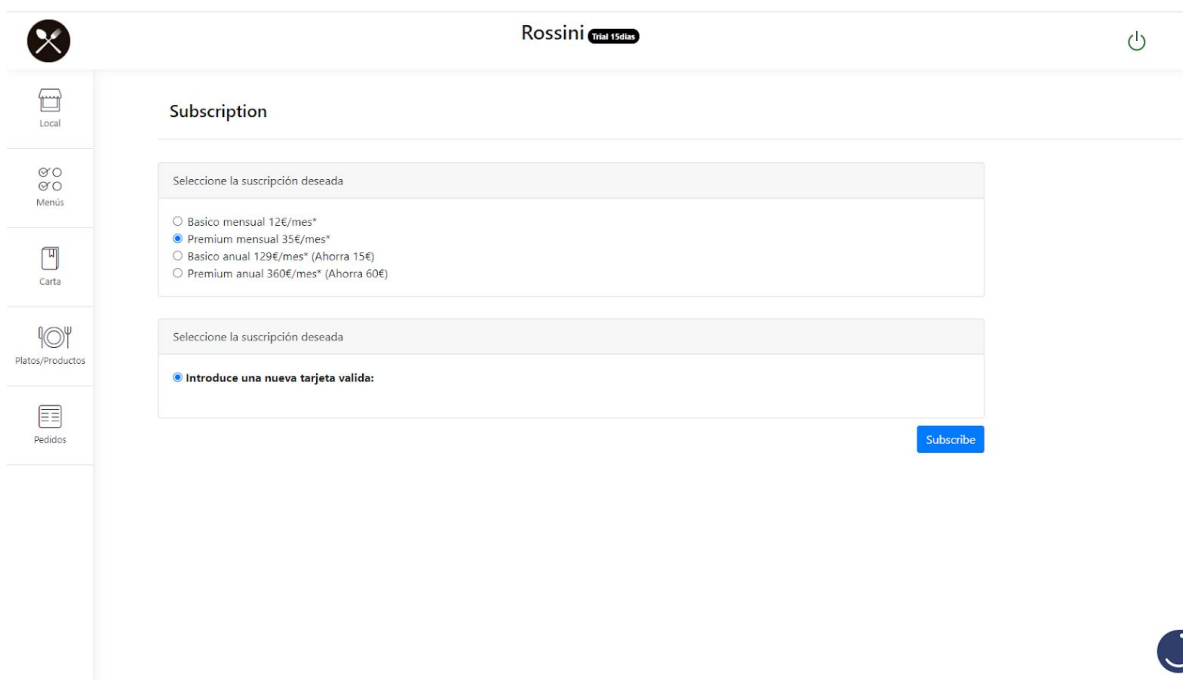 Rossini Trial 15dias
Local
Menús
Carta
Platos/Productos
Pedidos
Subscription
Seleccione la suscripción deseada
Basico mensual 12€/mes*
Premium mensual 35€/mes*
Basico anual 129€/mes* (Ahorra 15€)
Premium anual 360€/mes* (Ahorra 60€)
Seleccione la suscripción deseada
Introduce una nueva tarjeta valida:
Subscribe